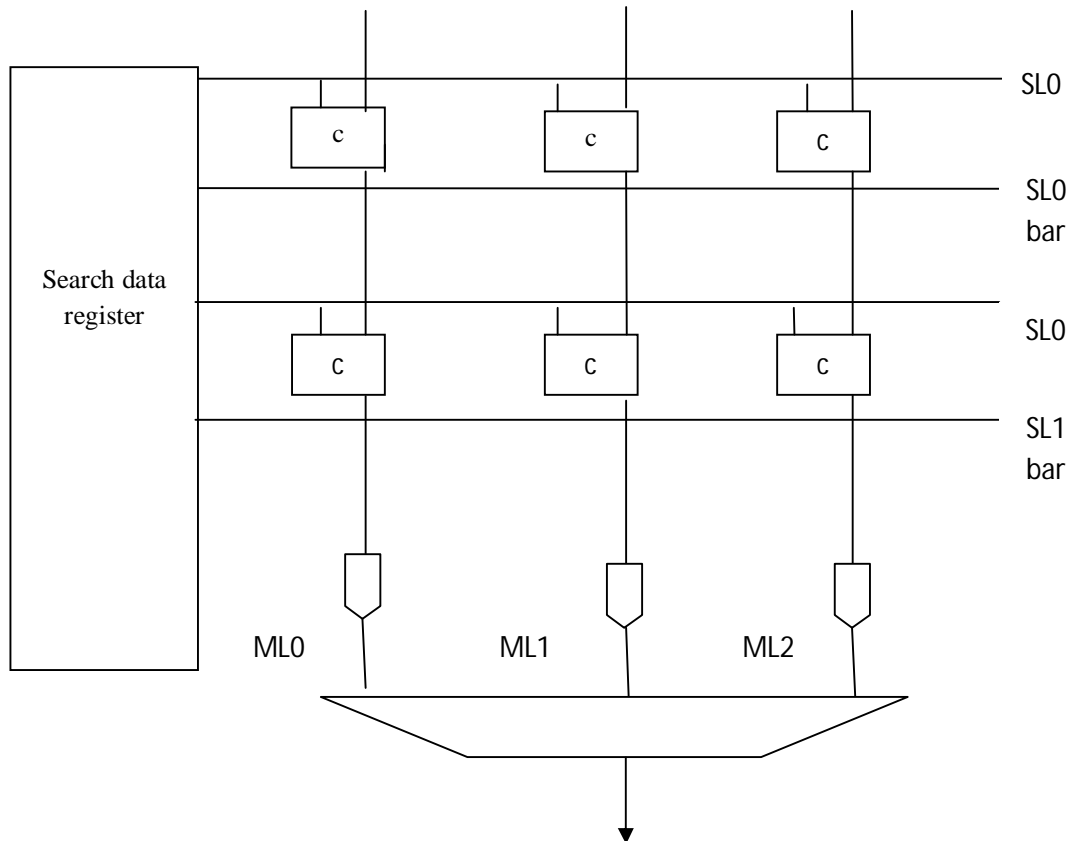 SL0
c c C
SL0
bar
Search data
register
SL0
C C C
SL1
bar
ML0 ML1 ML2